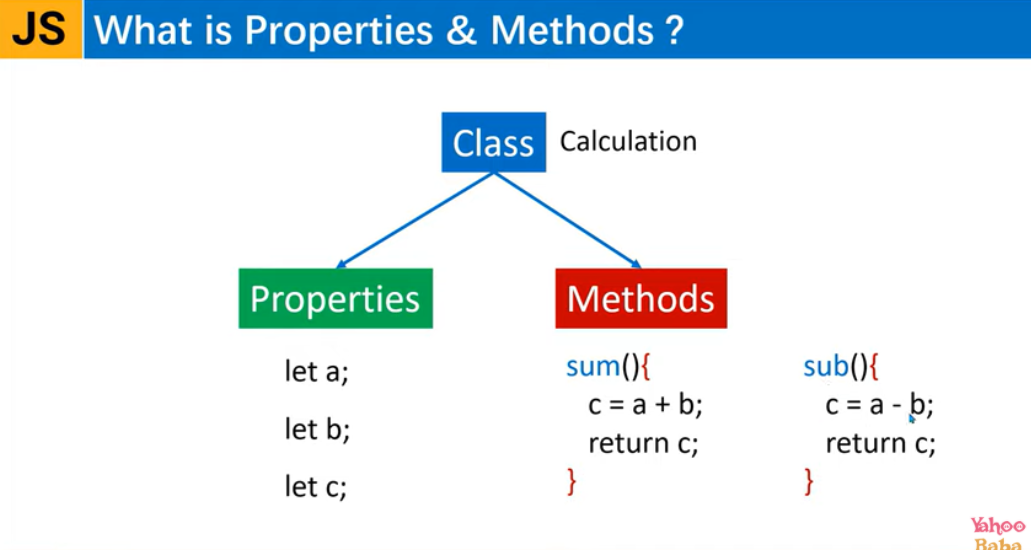 JS What is Properties & Methods ?
Class Calculation
Properties
let a;
let b;
let c;
Methods
sum(){
c = a + b;
return c;
}
sub(){
c = a - b;
return c;
}
Yahoo
Baba